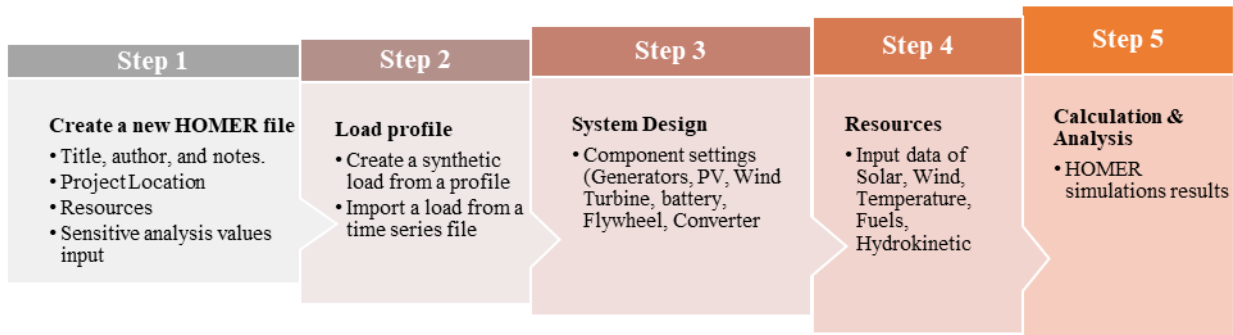 Step 1
Create a new HOMER file
• Title, author, and notes.
• Project Location
• Resources
• Sensitive analysis values
input
Step 2
Load profile
• Create a synthetic
load from a profile
• Import a load from a
time series file
Step 3
System Design
• Component settings
(Generators, PV, Wind
Turbine, battery,
Flywheel, Converter
Step 4
Resources
• Input data of
Solar, Wind,
Temperature,
Fuels,
Hydrokinetic
Step 5
Calculation &
Analysis
• HOMER
simulations results